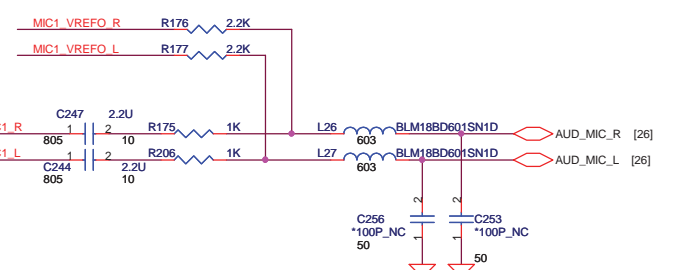 MIC1_VREFO_R R176 2.2K
MIC1_VREFO_L R177 2.2K
C247 2.2U
C1_R 1 2 R175 1K L26 BLM18BD601SN1D AUD_MIC_R [26]
805 10 603
C1_L 1 2 R206 1K L27 BLM18BD601SN1D AUD_MIC_L [26]
C244 2.2U 603
805 10
2 2
C256 C253
*100P_NC *100P_NC
1 1
50 50